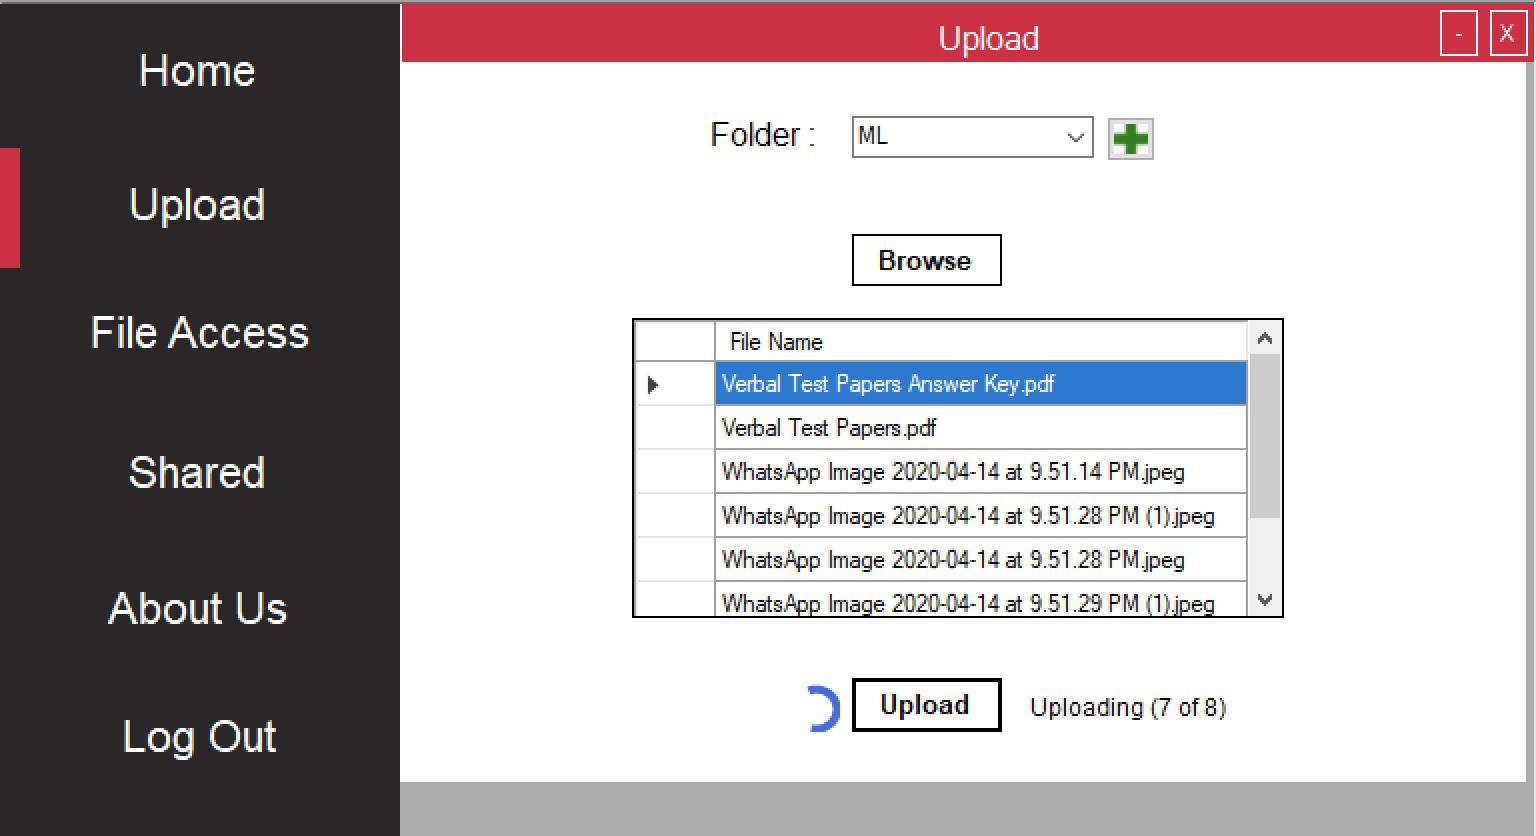 Home
Upload
File Access
Shared
About Us
Log Out
Upload
-
X
Folder :
ML
Browse
File Name
Verbal Test Papers Answer Key.pdf
Verbal Test Papers.pdf
WhatsApp Image 2020-04-14 at 9.51.14 PM.jpeg
WhatsApp Image 2020-04-14 at 9.51.28 PM (1).jpeg
WhatsApp Image 2020-04-14 at 9.51.28 PM.jpeg
WhatsApp Image 2020-04-14 at 9.51.29 PM (1).jpeg
Upload
Uploading (7 of 8)